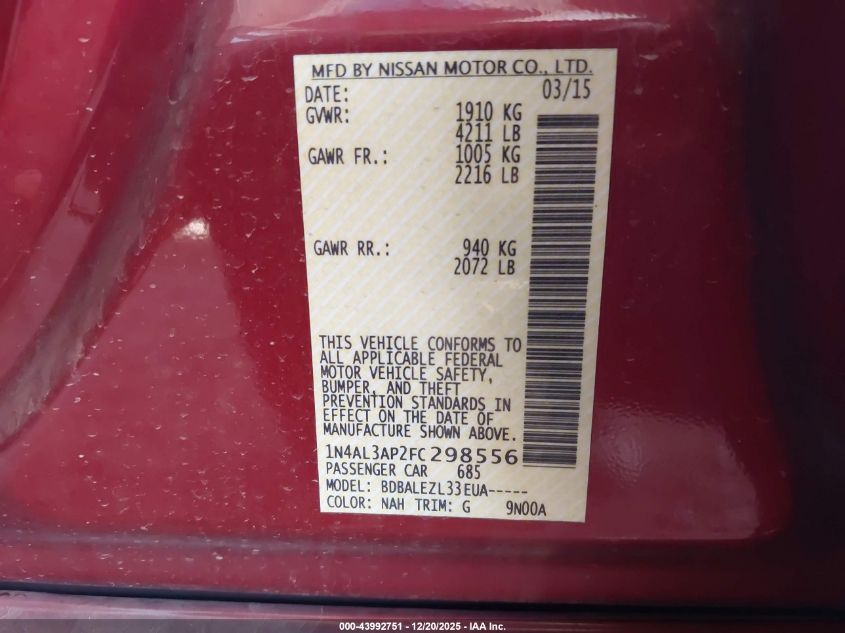 MFD BY NISSAN MOTOR CO., LTD.
DATE: 03/15
GVWR: 1910 KG
4211 LB
GAWR FR.: 1005 KG
2216 LB
GAWR RR.: 940 KG
2072 LB
THIS VEHICLE CONFORMS TO
ALL APPLICABLE FEDERAL
MOTOR VEHICLE SAFETY,
BUMPER, AND THEFT
PREVENTION STANDARDS IN
EFFECT ON THE DATE OF
MANUFACTURE SHOWN ABOVE.
1N4AL3AP2FC298556
PASSENGER CAR 685
MODEL: BDBALEZL33EUA-----
COLOR: NAH TRIM: G 9N00A
000-43992751 - 12/20/2025 - IAA Inc.